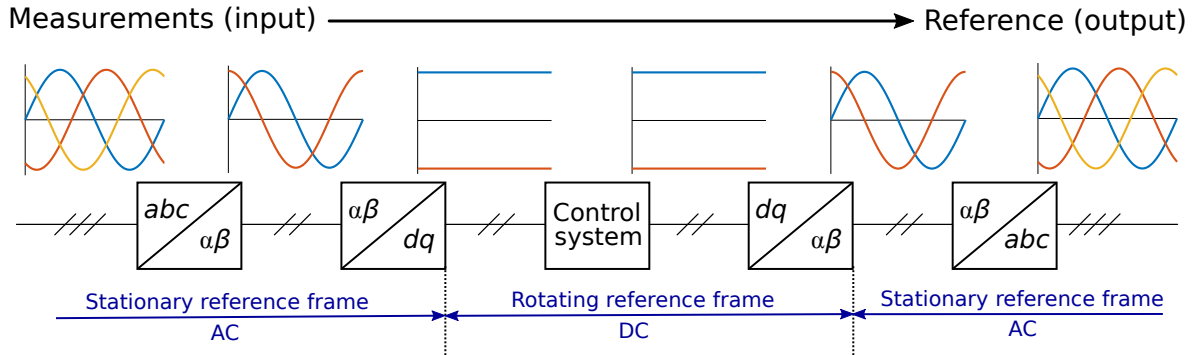 Measurements (input)
Reference (output)
abc
αβ
αβ
dq
Control
system
dq
αβ
αβ
abc
Stationary reference frame
AC
Rotating reference frame
DC
Stationary reference frame
AC